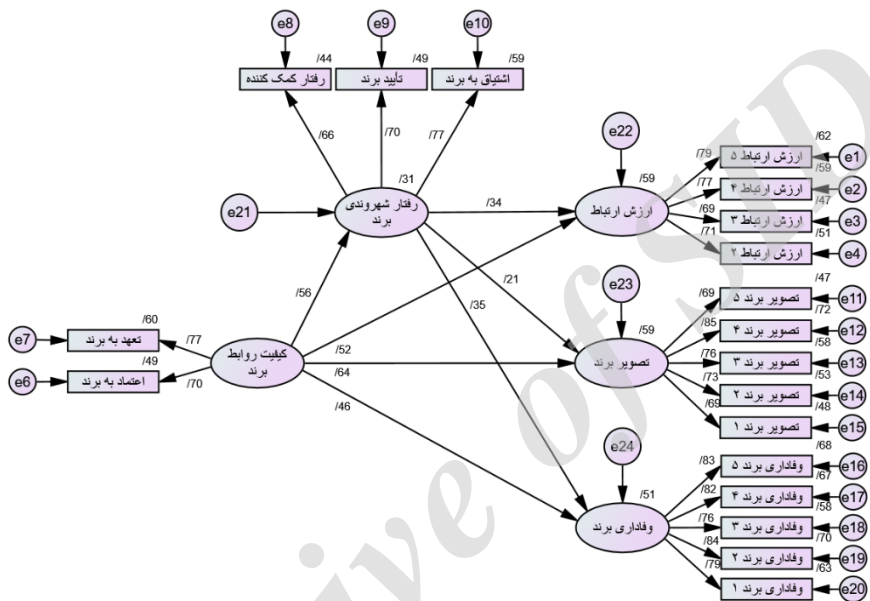 e8
e9
e10
/44
/49
/59
رفتار کمک کننده
تأیید برند
اشتیاق به برند
/66
/70
/77
e21
/31
رفتار شهروندی
برند
/34
/21
/35
/56
e22
/59
ارزش ارتباط
/79
/77
/69
/71
/62
ارزش ارتباط ۵
e1
/59
ارزش ارتباط ۴
e2
/47
ارزش ارتباط ۳
e3
/51
ارزش ارتباط ۲
e4
e7
/60
تعهد به برند
/77
e6
/49
اعتماد به برند
/70
کیفیت روابط
برند
/52
/64
/46
e23
/59
تصویر برند
/69
/85
/76
/73
/69
/47
تصویر برند ۵
e11
/72
تصویر برند ۴
e12
/58
تصویر برند ۳
e13
/53
تصویر برند ۲
e14
/48
تصویر برند ۱
e15
e24
/51
وفاداری برند
/83
/82
/76
/84
/79
/68
وفاداری برند ۵
e16
/67
وفاداری برند ۴
e17
/58
وفاداری برند ۳
e18
/70
وفاداری برند ۲
e19
/63
وفاداری برند ۱
e20
ive of SID